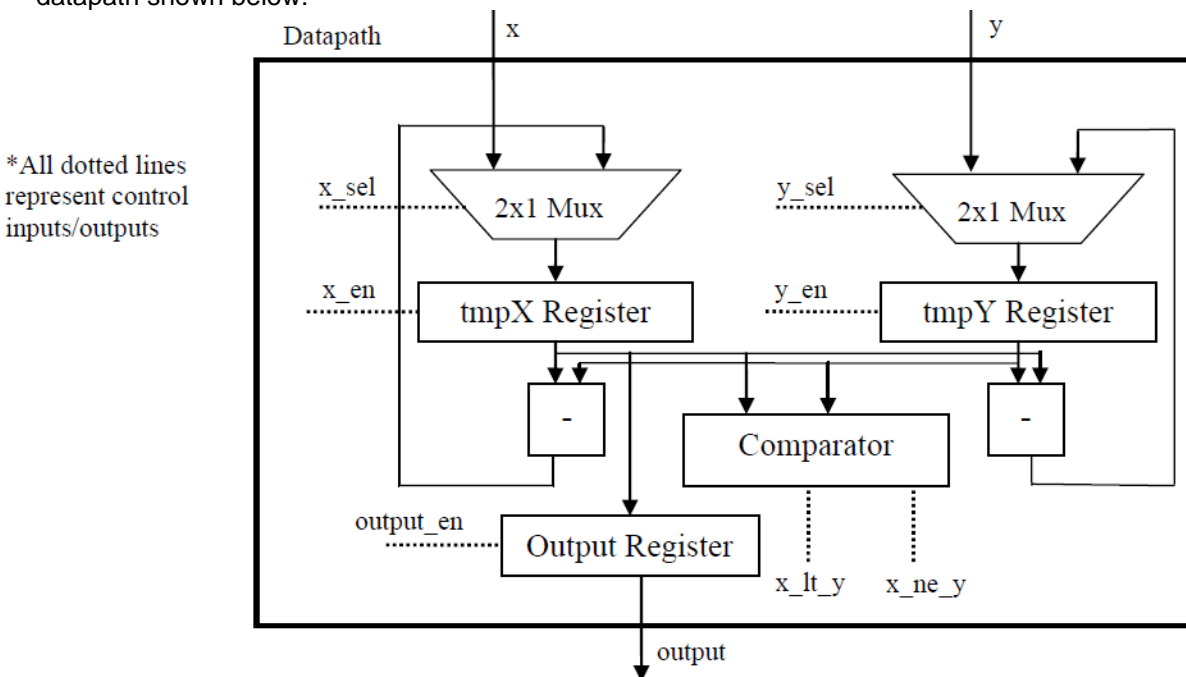 datapath shown below.
Datapath
x
y
*All dotted lines
represent control
inputs/outputs
x_sel
2x1 Mux
y_sel
2x1 Mux
x_en
tmpX Register
y_en
tmpY Register
-
-
Comparator
output_en
Output Register
x_lt_y
x_ne_y
output